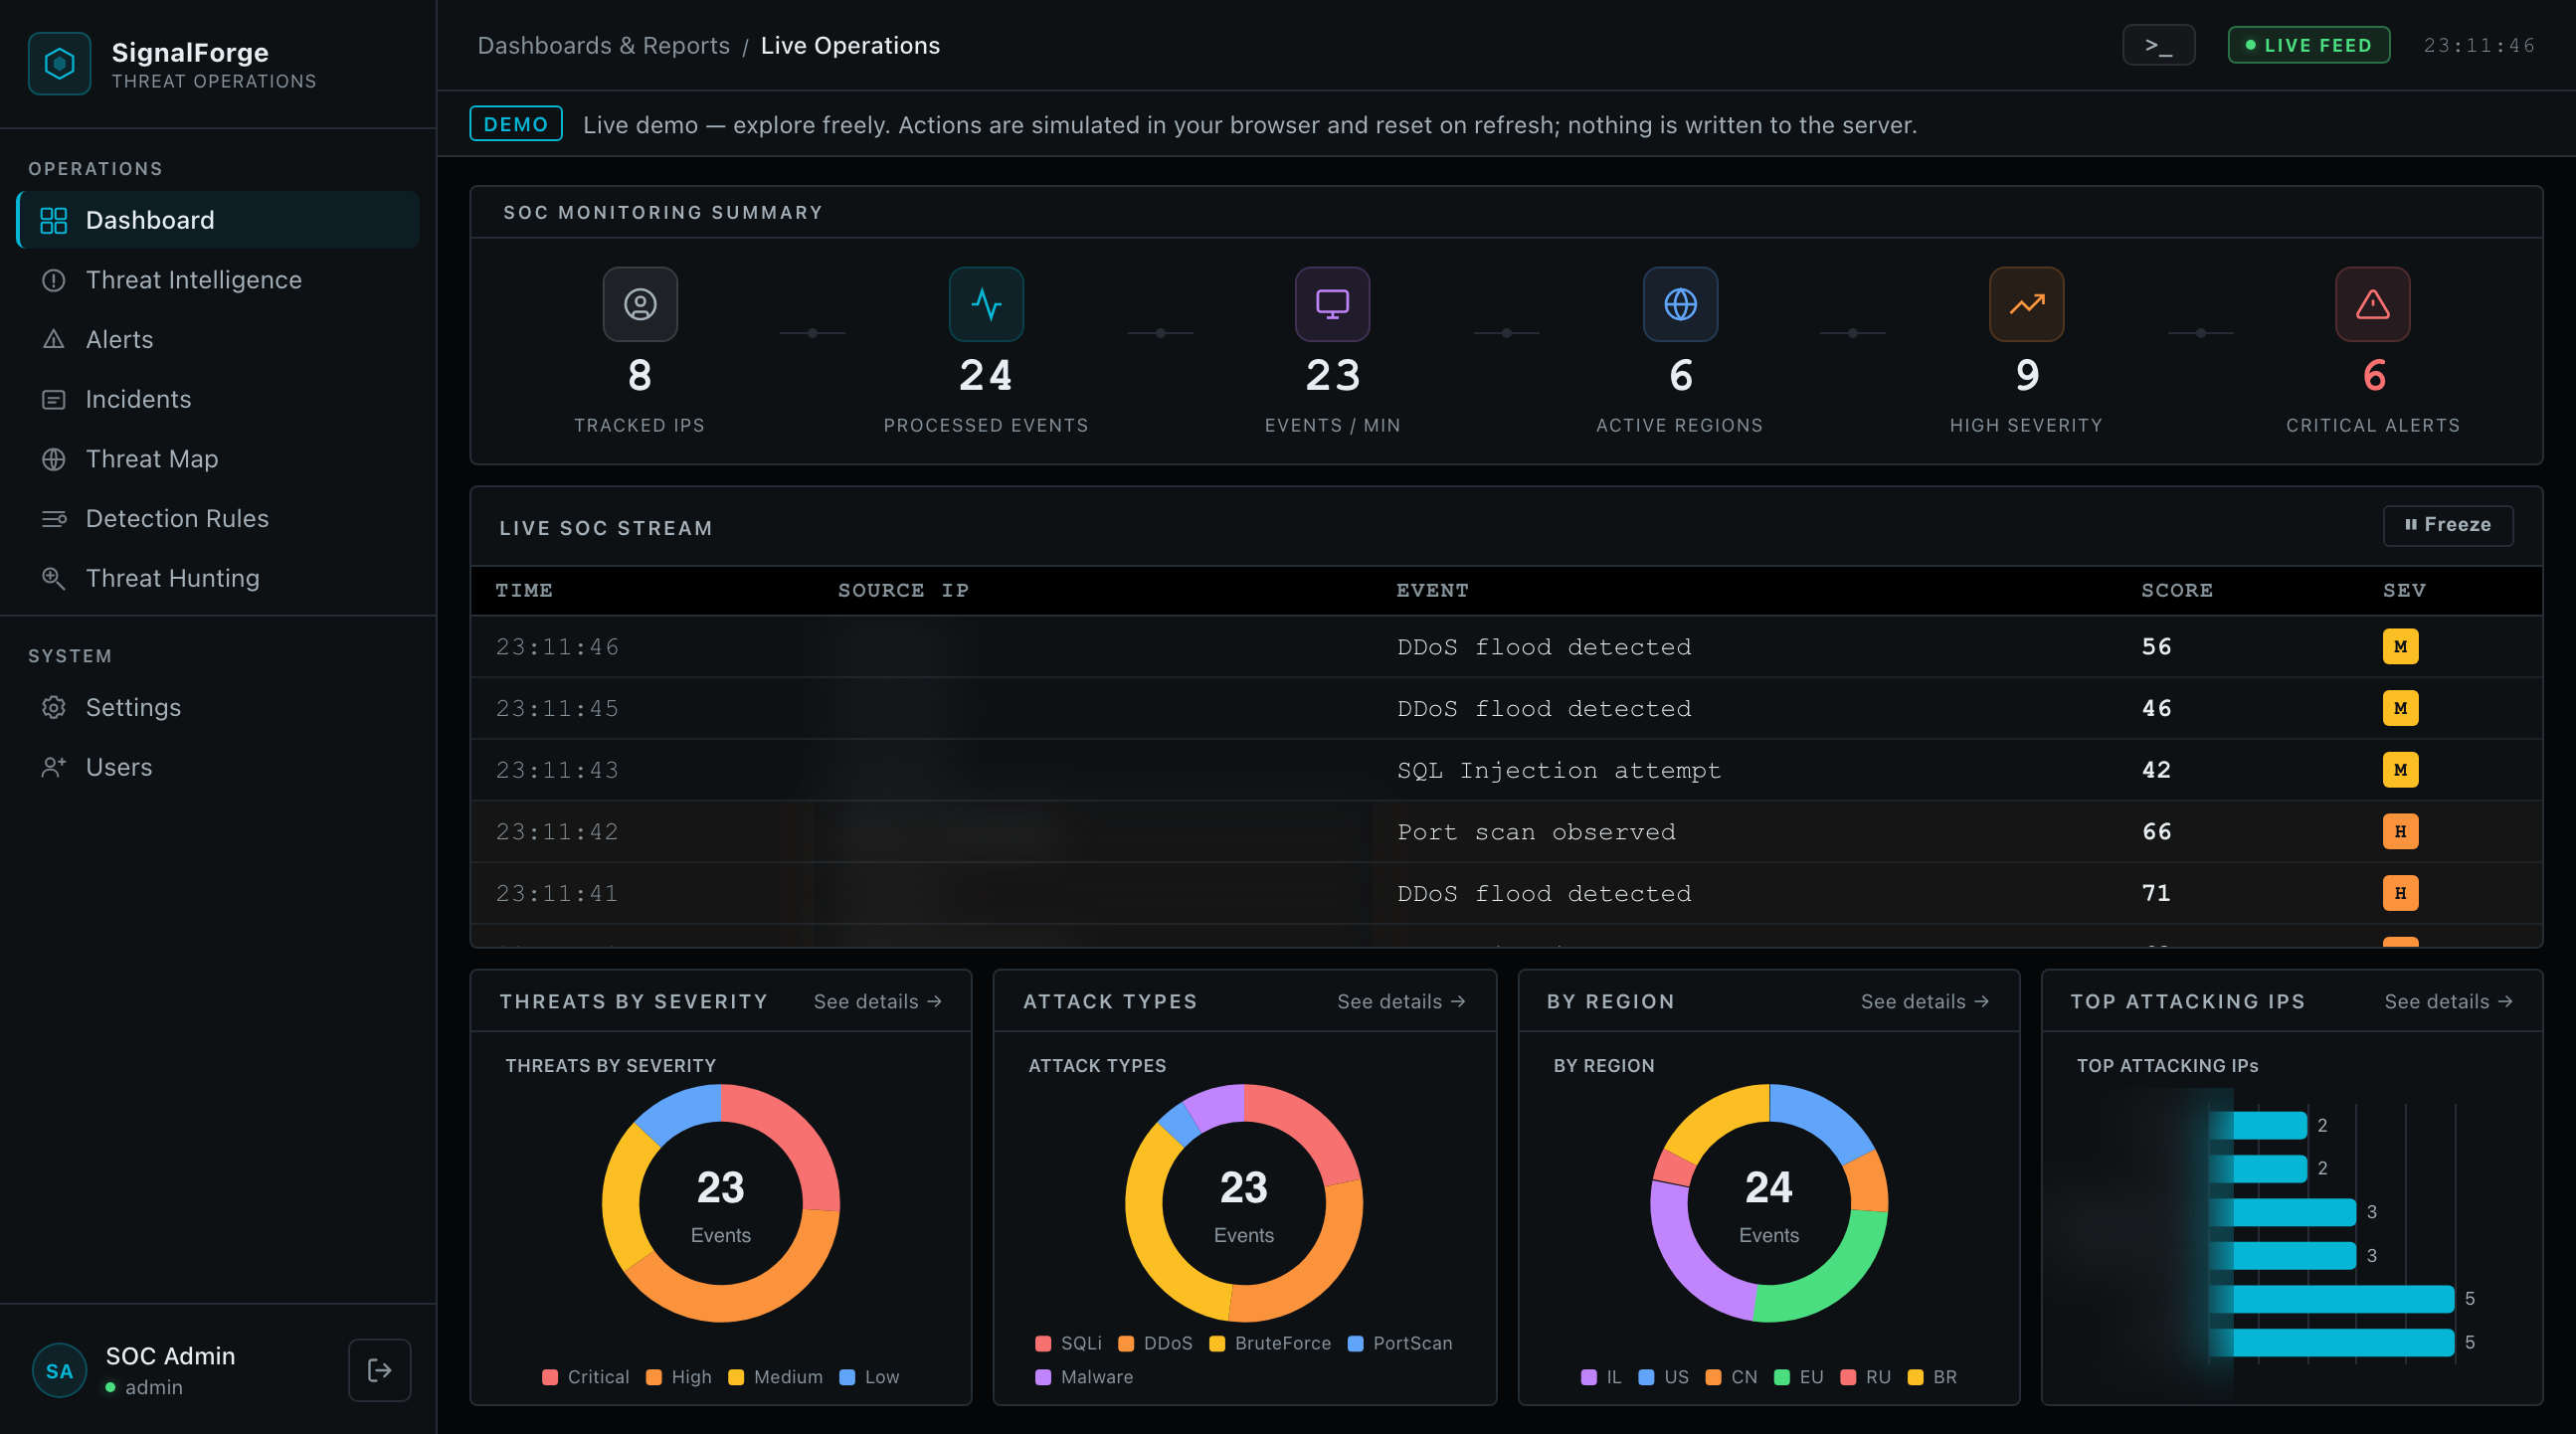 SignalForge
THREAT OPERATIONS
OPERATIONS
Dashboard
Threat Intelligence
Alerts
Incidents
Threat Map
Detection Rules
Threat Hunting
SYSTEM
Settings
Users
SA
SOC Admin
admin
Dashboards & Reports / Live Operations
>_
LIVE FEED
23:11:46
DEMO
Live demo — explore freely. Actions are simulated in your browser and reset on refresh; nothing is written to the server.
SOC MONITORING SUMMARY
8
TRACKED IPS
24
PROCESSED EVENTS
23
EVENTS / MIN
6
ACTIVE REGIONS
9
HIGH SEVERITY
6
CRITICAL ALERTS
LIVE SOC STREAM
Freeze
TIME SOURCE IP EVENT SCORE SEV
23:11:46 DDoS flood detected 56 M
23:11:45 DDoS flood detected 46 M
23:11:43 SQL Injection attempt 42 M
23:11:42 Port scan observed 66 H
23:11:41 DDoS flood detected 71 H
THREATS BY SEVERITY See details →
THREATS BY SEVERITY
23
Events
Critical High Medium Low
ATTACK TYPES See details →
ATTACK TYPES
23
Events
SQLi DDoS BruteForce PortScan
Malware
BY REGION See details →
BY REGION
24
Events
IL US CN EU RU BR
TOP ATTACKING IPS See details →
TOP ATTACKING IPs
2
2
3
3
5
5